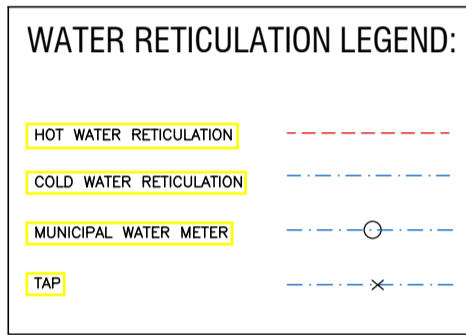 WATER RETICULATION LEGEND:
HOT WATER RETICULATION
COLD WATER RETICULATION
MUNICIPAL WATER METER
TAP